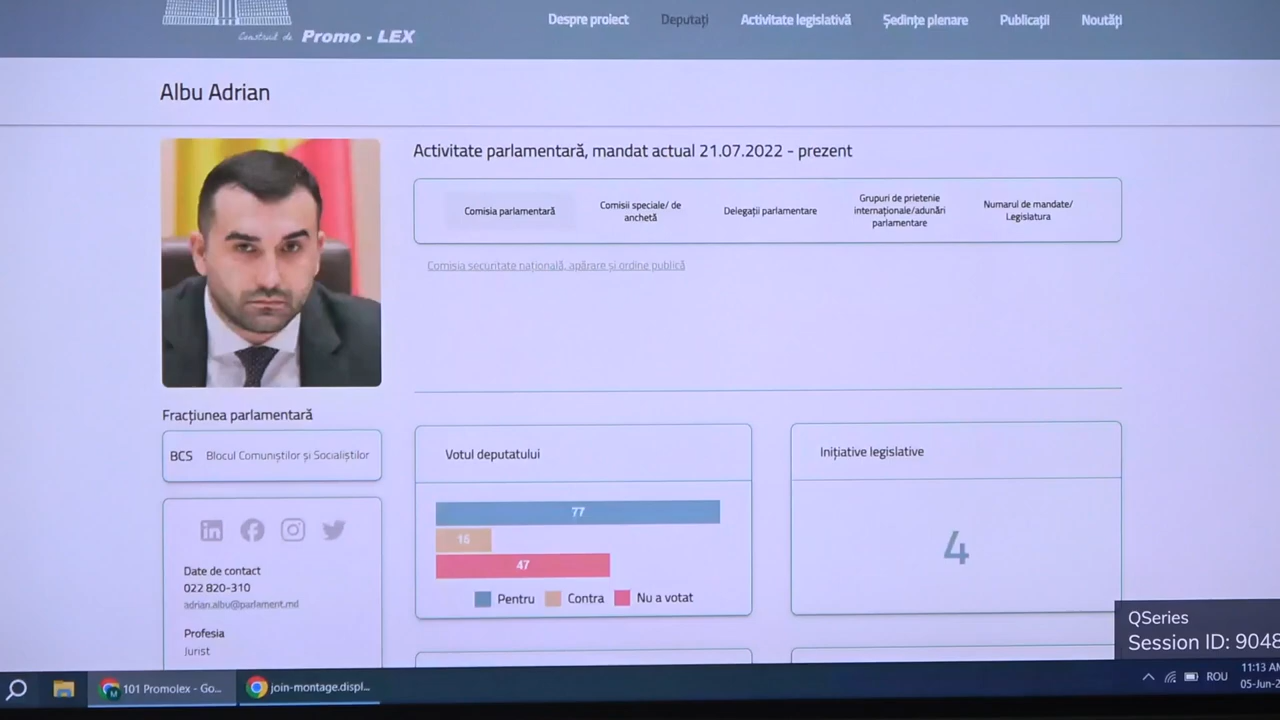 Construit de Promo - LEX
Despre proiect Deputați Activitate legislativă Ședințe plenare Publicații Noutăți
Albu Adrian
Activitate parlamentară, mandat actual 21.07.2022 - prezent
Comisia parlamentară
Comisii speciale/ de
anchetă
Delegații parlamentare
Grupuri de prietenie
internaționale/adunări
parlamentare
Numarul de mandate/
Legislatura
Comisia securitate națională, apărare și ordine publică
Fracțiunea parlamentară
BCS Blocul Comuniștilor și Socialiștilor
Votul deputatului
77
16
47
Pentru Contra Nu a votat
Inițiative legislative
4
Date de contact
022 820-310
adrian.albu@parlament.md
Profesia
Jurist
QSeries
Session ID: 9048
101 Promolex - Go...
join-montage.displ...
ROU
11:13 AM
05-Jun-2